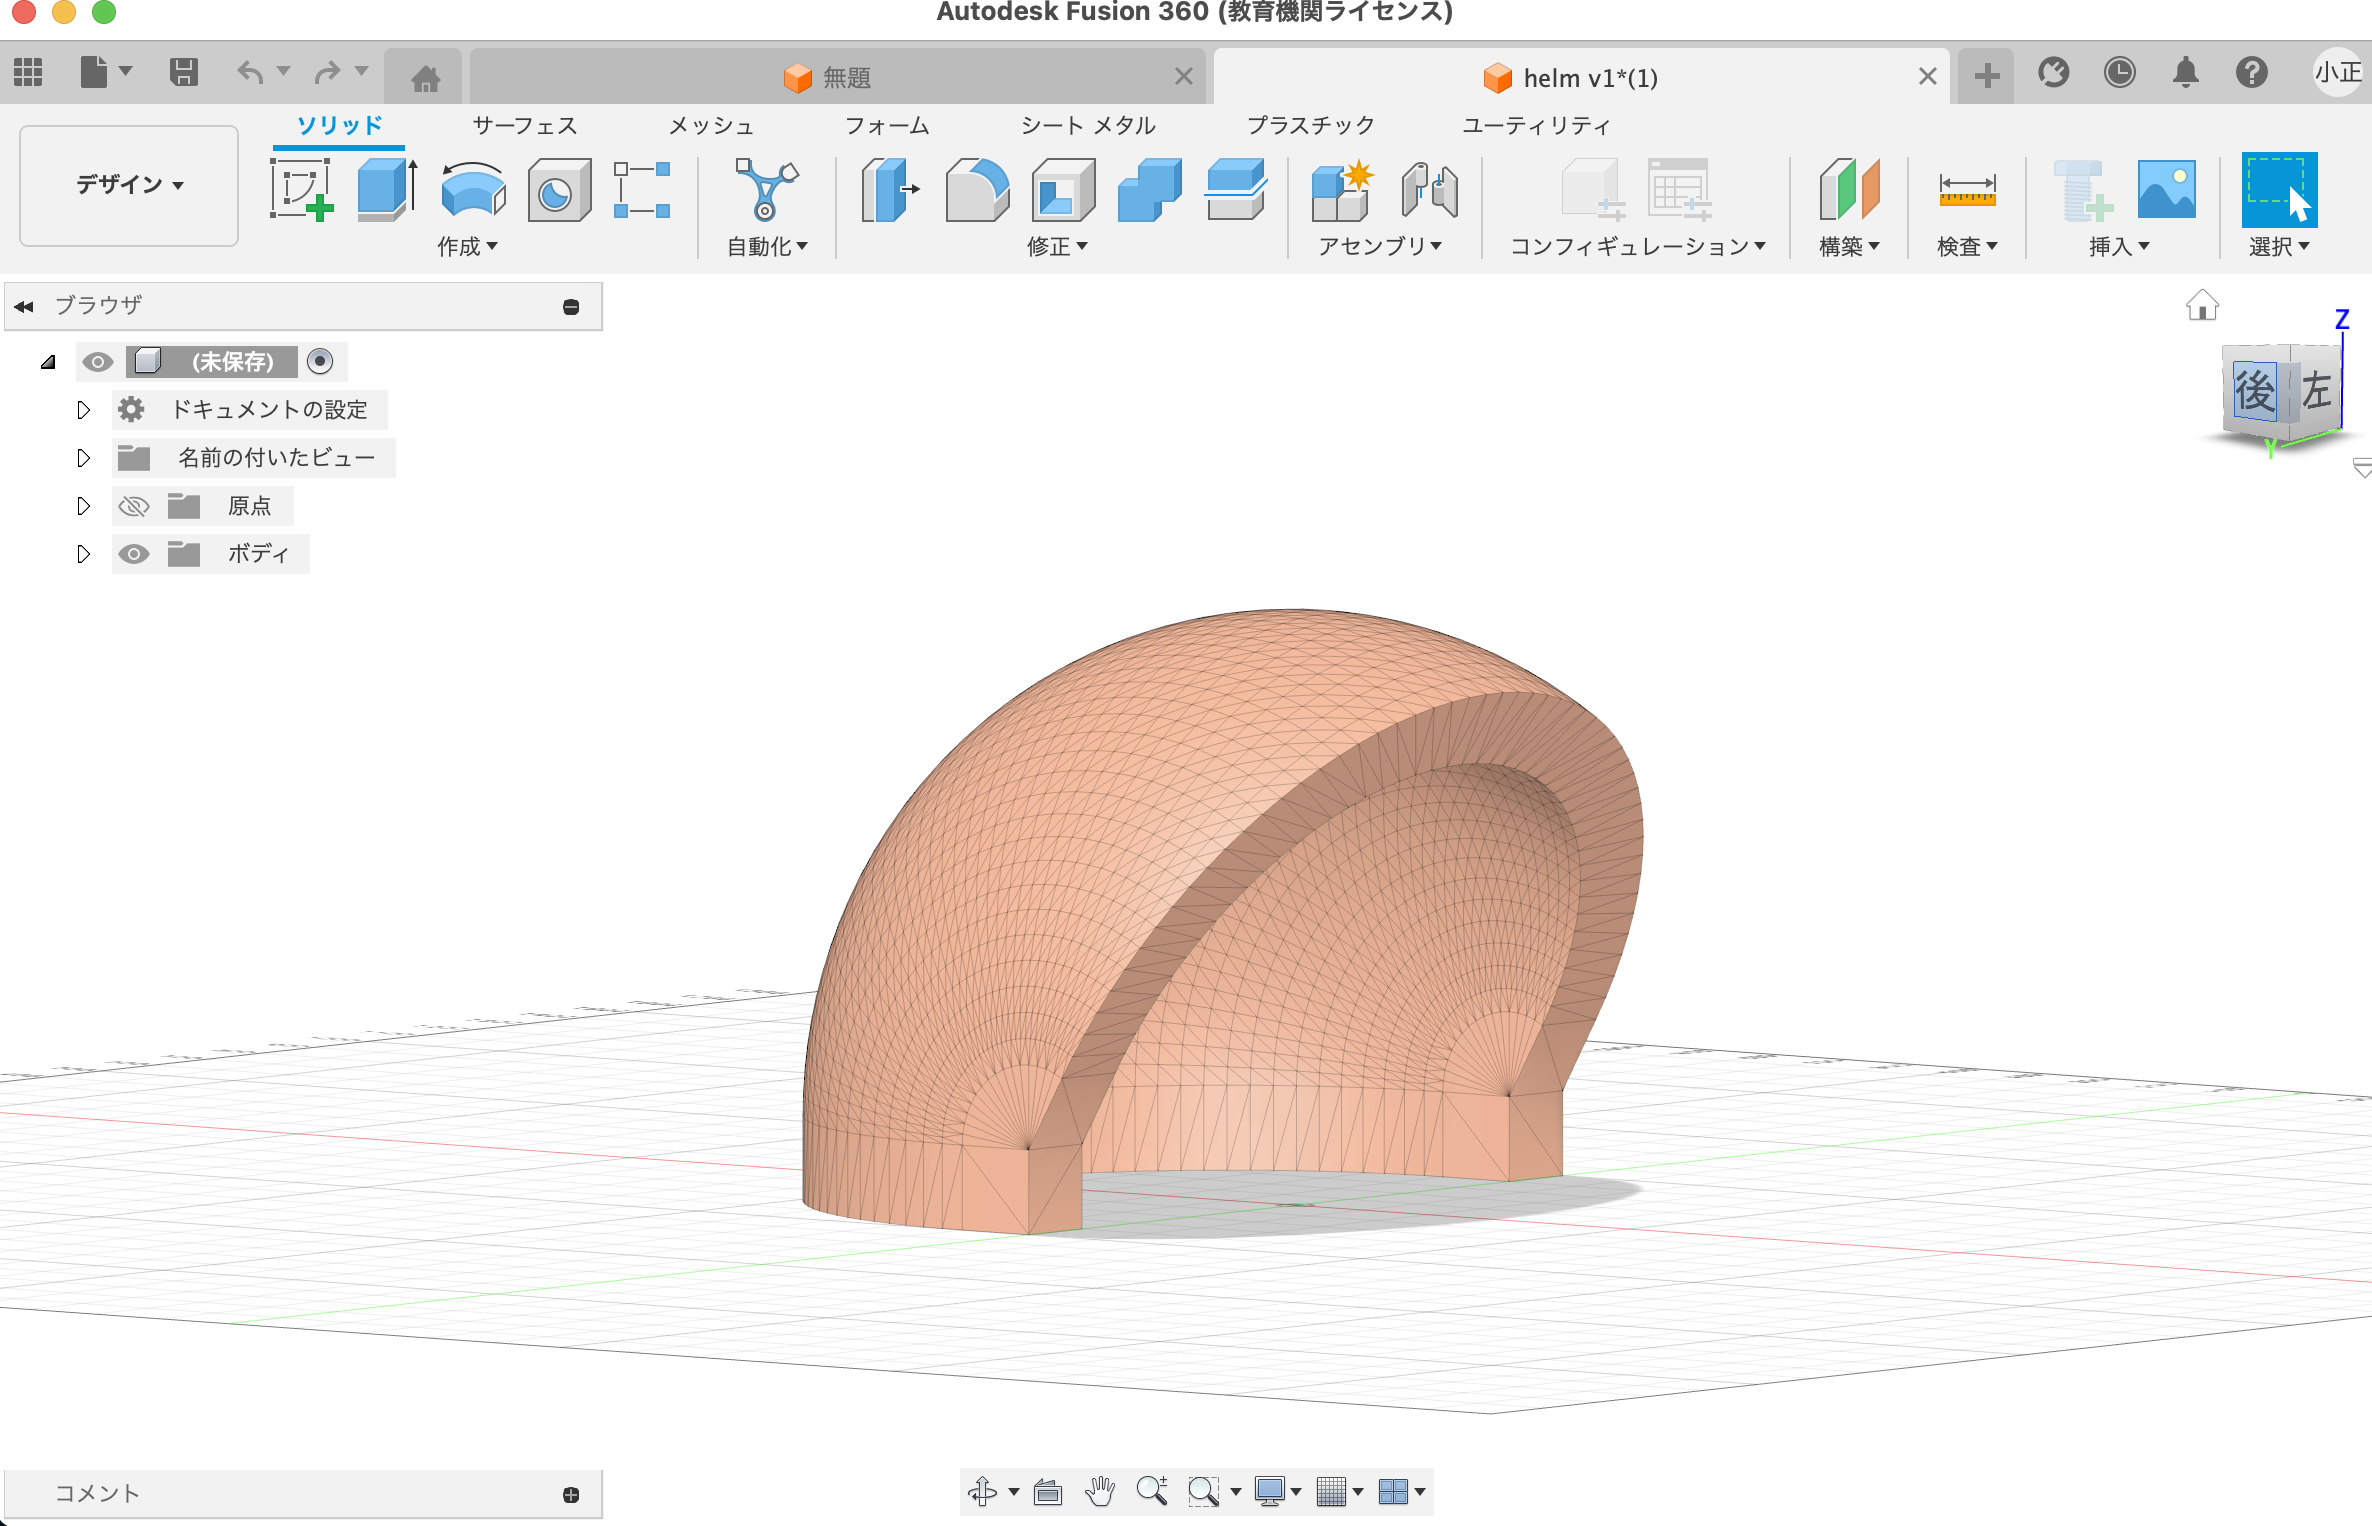 Autodesk Fusion 360 (教育機関ライセンス)
無題
helm v1*(1)
小正
デザイン
ソリッド
サーフェス
メッシュ
フォーム
シート メタル
プラスチック
ユーティリティ
作成
自動化
修正
アセンブリ
コンフィギュレーション
構築
検査
挿入
選択
ブラウザ
(未保存)
ドキュメントの設定
名前の付いたビュー
原点
ボディ
Z
後
左
Y
コメント